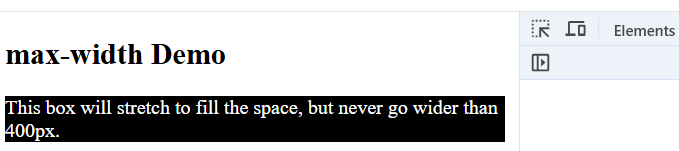 max-width Demo
Elements
This box will stretch to fill the space, but never go wider than
400px.